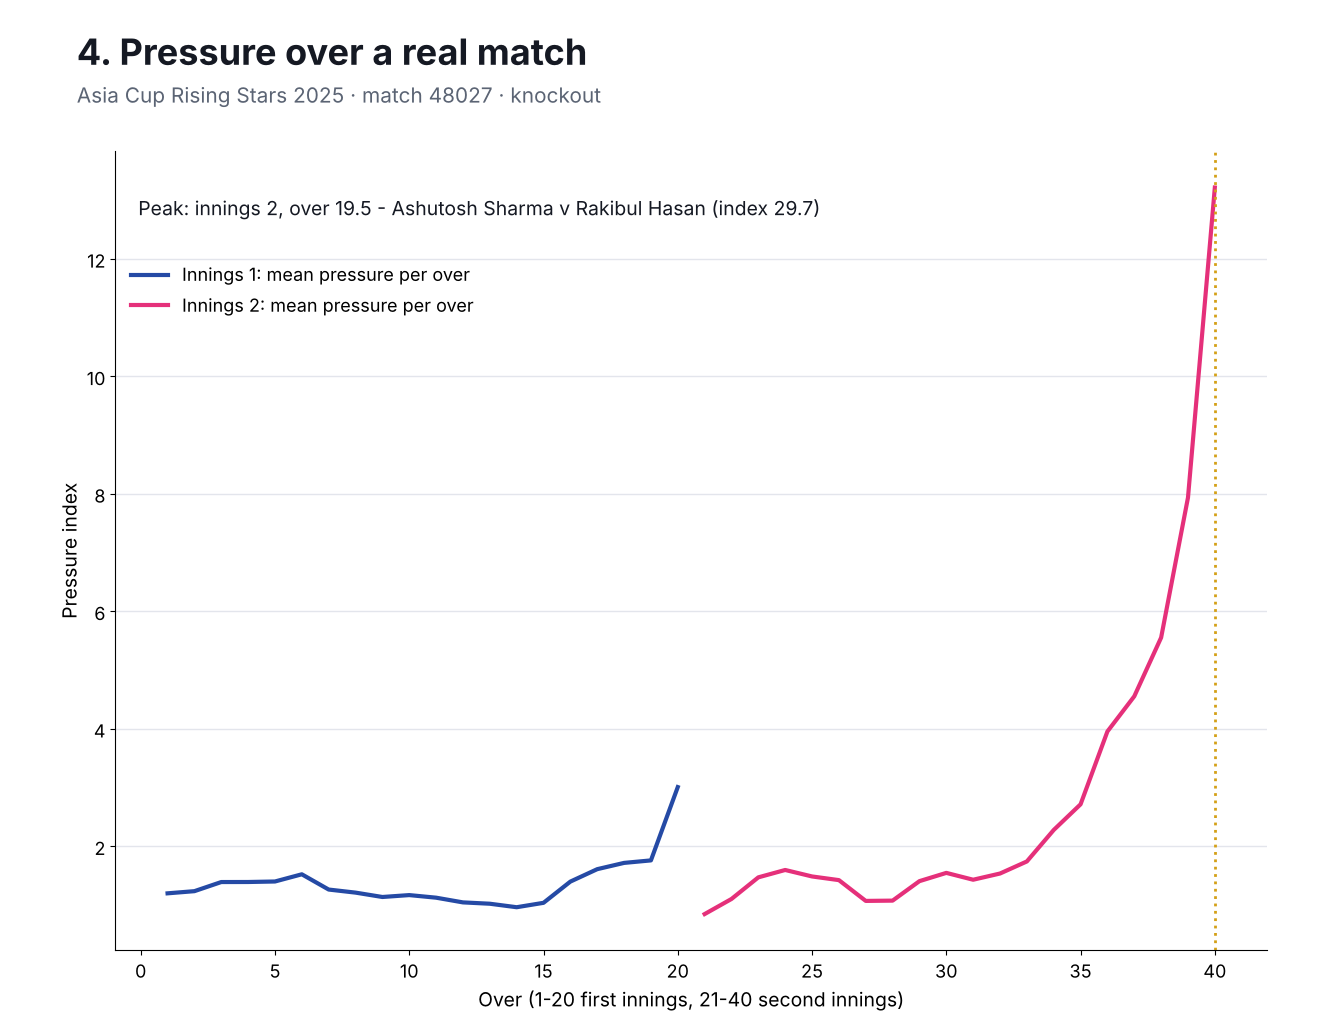 4. Pressure over a real match
Asia Cup Rising Stars 2025 · match 48027 · knockout
Peak: innings 2, over 19.5 - Ashutosh Sharma v Rakibul Hasan (index 29.7)
Innings 1: mean pressure per over
Innings 2: mean pressure per over
Pressure index
12
10
8
6
4
2
0 5 10 15 20 25 30 35 40
Over (1-20 first innings, 21-40 second innings)